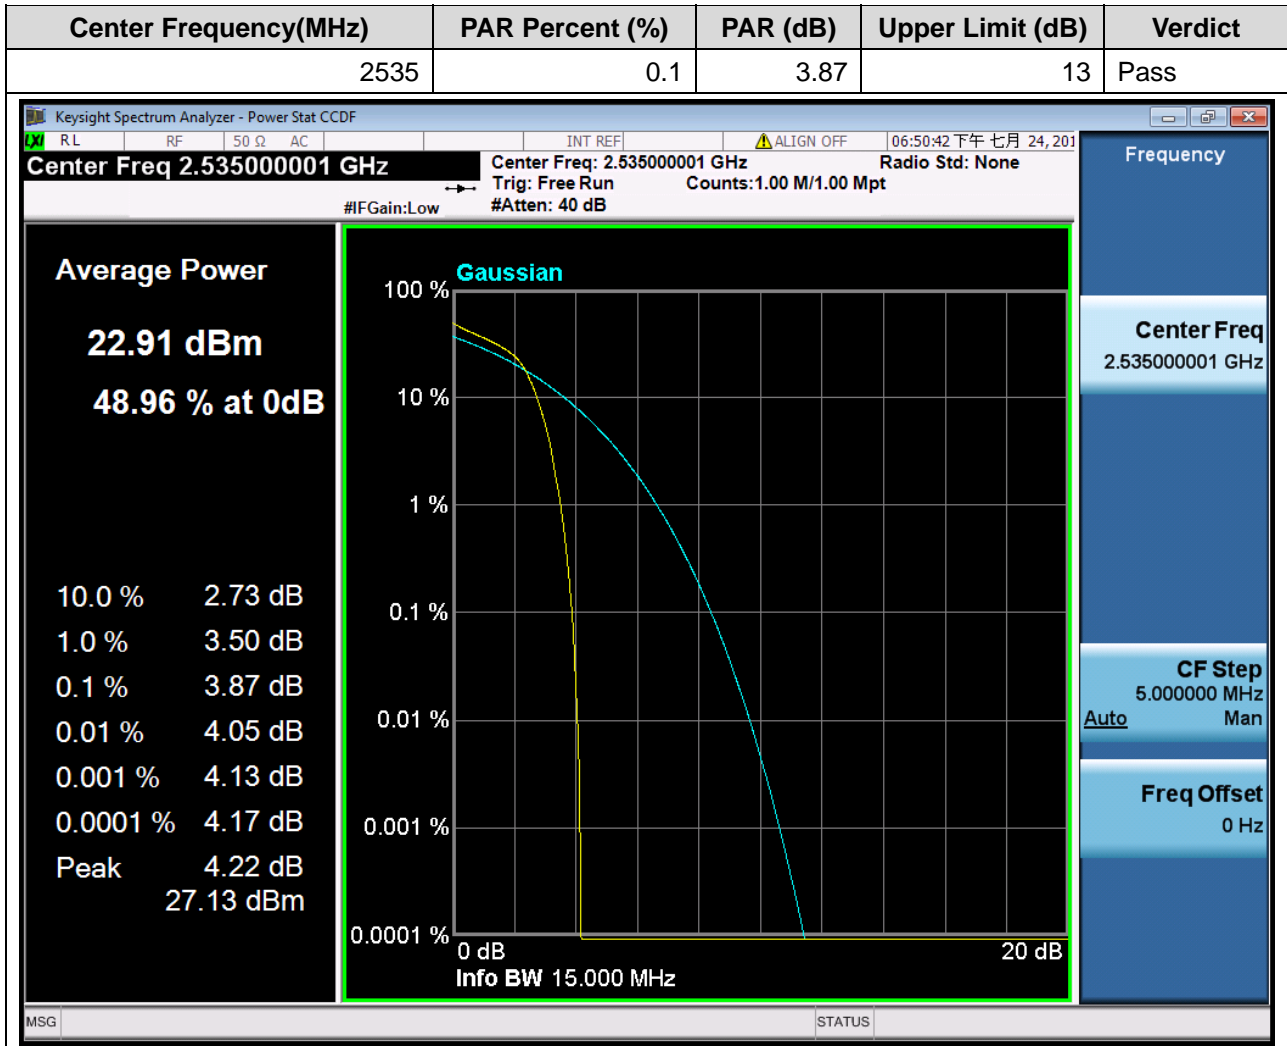 Center Frequency(MHz) PAR Percent (%) PAR (dB) Upper Limit (dB) Verdict
2535 0.1 3.87 13 Pass
Keysight Spectrum Analyzer - Power Stat CCDF
LXI RL RF 50 Ω AC INT REF ALIGN OFF 06:50:42 下午 七月 24, 201
Center Freq 2.535000001 GHz
#IFGain:Low
Center Freq: 2.535000001 GHz Radio Std: None
Trig: Free Run Counts:1.00 M/1.00 Mpt
#Atten: 40 dB
Average Power
22.91 dBm
48.96 % at 0dB
10.0 % 2.73 dB
1.0 % 3.50 dB
0.1 % 3.87 dB
0.01 % 4.05 dB
0.001 % 4.13 dB
0.0001 % 4.17 dB
Peak 4.22 dB
27.13 dBm
Gaussian
100 %
10 %
1 %
0.1 %
0.01 %
0.001 %
0.0001 %
0 dB 20 dB
Info BW 15.000 MHz
Frequency
Center Freq
2.535000001 GHz
CF Step
5.000000 MHz
Auto Man
Freq Offset
0 Hz
MSG STATUS